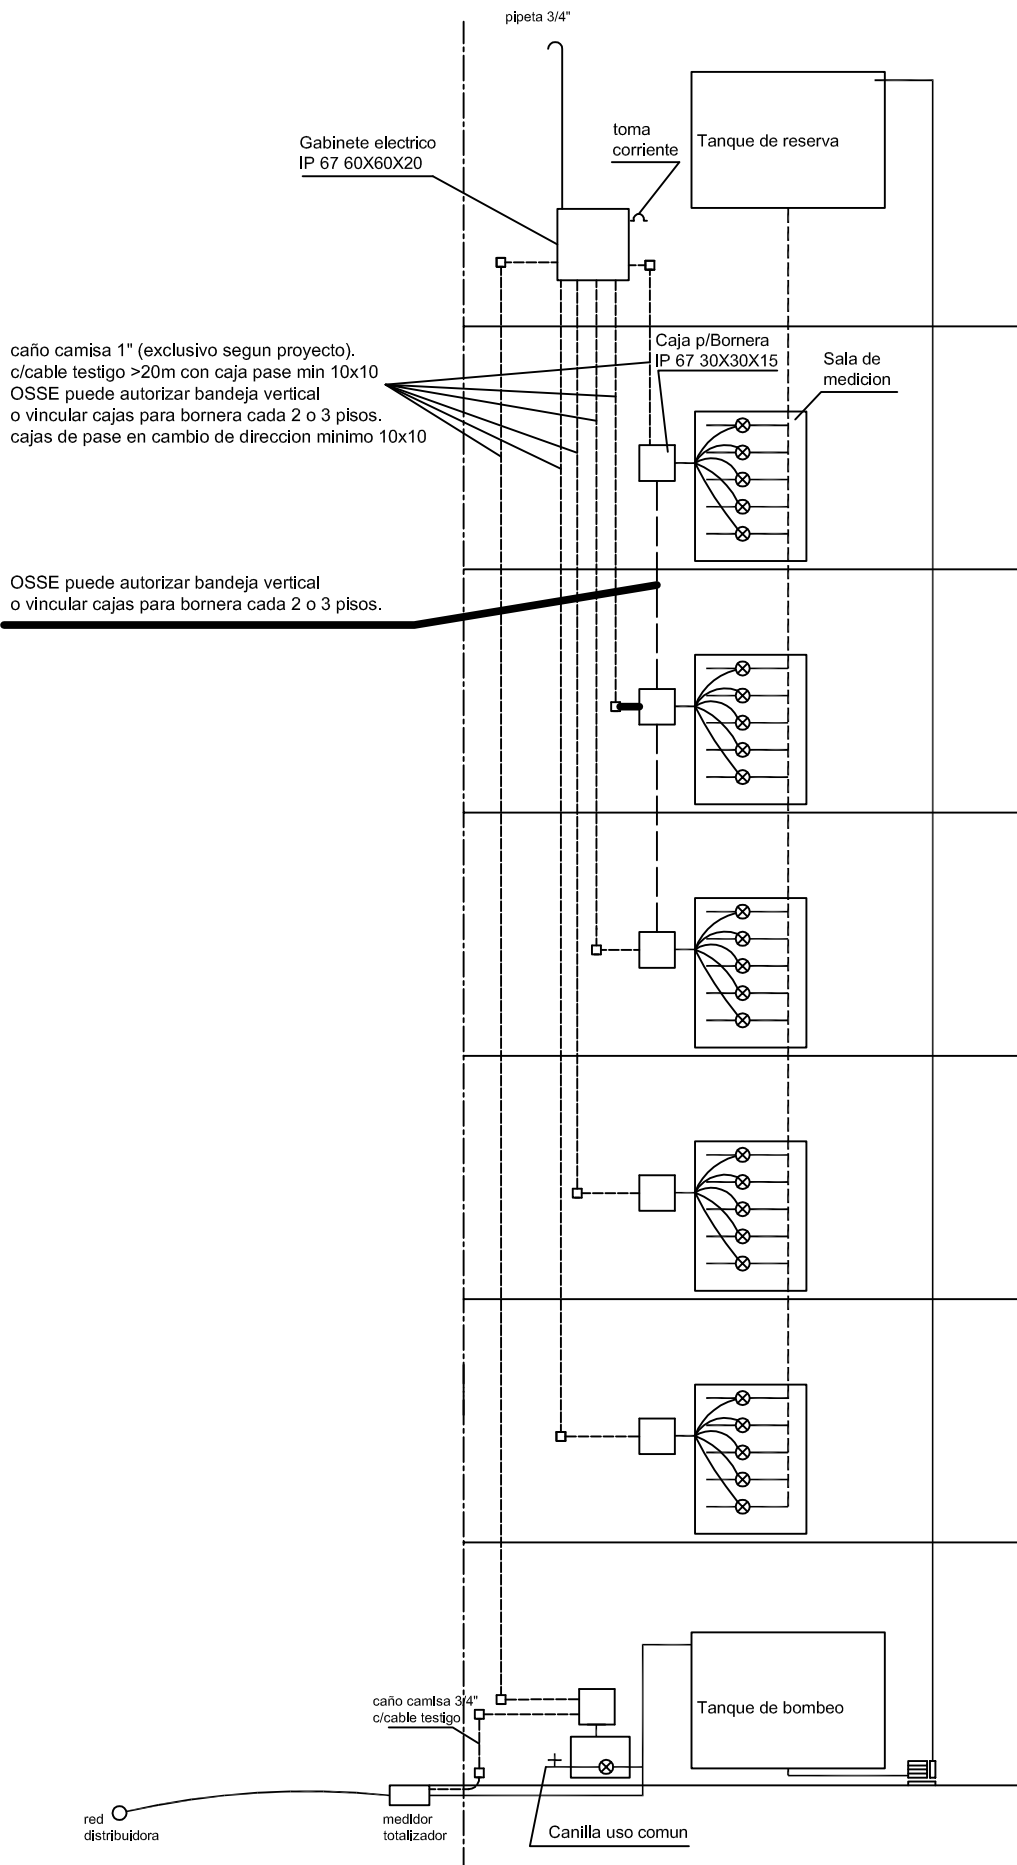 pipeta 3/4"
Gabinete electrico
IP 67 60X60X20
toma
corriente
Tanque de reserva
caño camisa 1" (exclusivo segun proyecto).
c/cable testigo >20m con caja pase min 10x10
OSSE puede autorizar bandeja vertical
o vincular cajas para bornera cada 2 o 3 pisos.
cajas de pase en cambio de direccion minimo 10x10
Caja p/Bornera
IP 67 30X30X15
Sala de
medicion
OSSE puede autorizar bandeja vertical
o vincular cajas para bornera cada 2 o 3 pisos.
caño camisa 3/4"
c/cable testigo
Tanque de bombeo
red
distribuidora
medidor
totalizador
Canilla uso comun